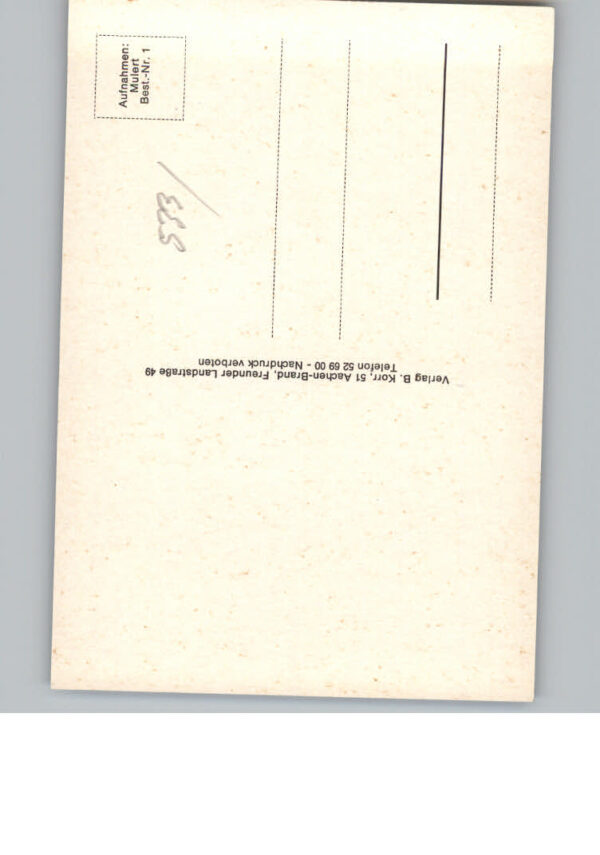 Aufnahmen:
Mulert
Best.-Nr. 1
Verlag B. Korr, 51 Aachen-Brand, Freunder Landstraße 49
Telefon 52 69 00 - Nachdruck verboten